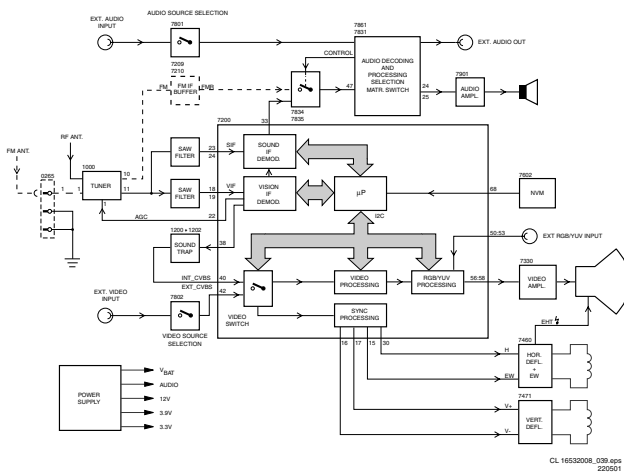 AUDIO SOURCE SELECTION
EXT. AUDIO
INPUT
7801
7861
7831
EXT. AUDIO OUT
CONTROL
AUDIO DECODING
AND
PROCESSING
SELECTION
MATR. SWITCH
7209
7210
FM
FM IF
BUFFER
FMR
47
24
25
7901
AUDIO
AMPL.
7834
7835
33
7200
RF ANT.
FM ANT.
0265
1000
TUNER
1
1
10
11
1
SAW
FILTER
23
24
SIF
SOUND
IF
DEMOD.
SAW
FILTER
18
19
VIF
VISION
IF
DEMOD.
µP
I2C
68
7602
NVM
AGC
22
1200 • 1202
SOUND
TRAP
38
50:53
EXT RGB/YUV INPUT
INT_CVBS
40
EXT_CVBS
42
VIDEO
PROCESSING
RGB/YUV
PROCESSING
56:58
7330
VIDEO
AMPL.
EXT. VIDEO
INPUT
7802
VIDEO SOURCE
SELECTION
VIDEO
SWITCH
SYNC
PROCESSING
16
17
15
30
EHT
H
EW
7460
HOR.
DEFL.
+
EW
V+
V-
7471
VERT.
DEFL.
POWER
SUPPLY
VBAT
AUDIO
12V
3.9V
3.3V
CL 16532008_039.eps
220501